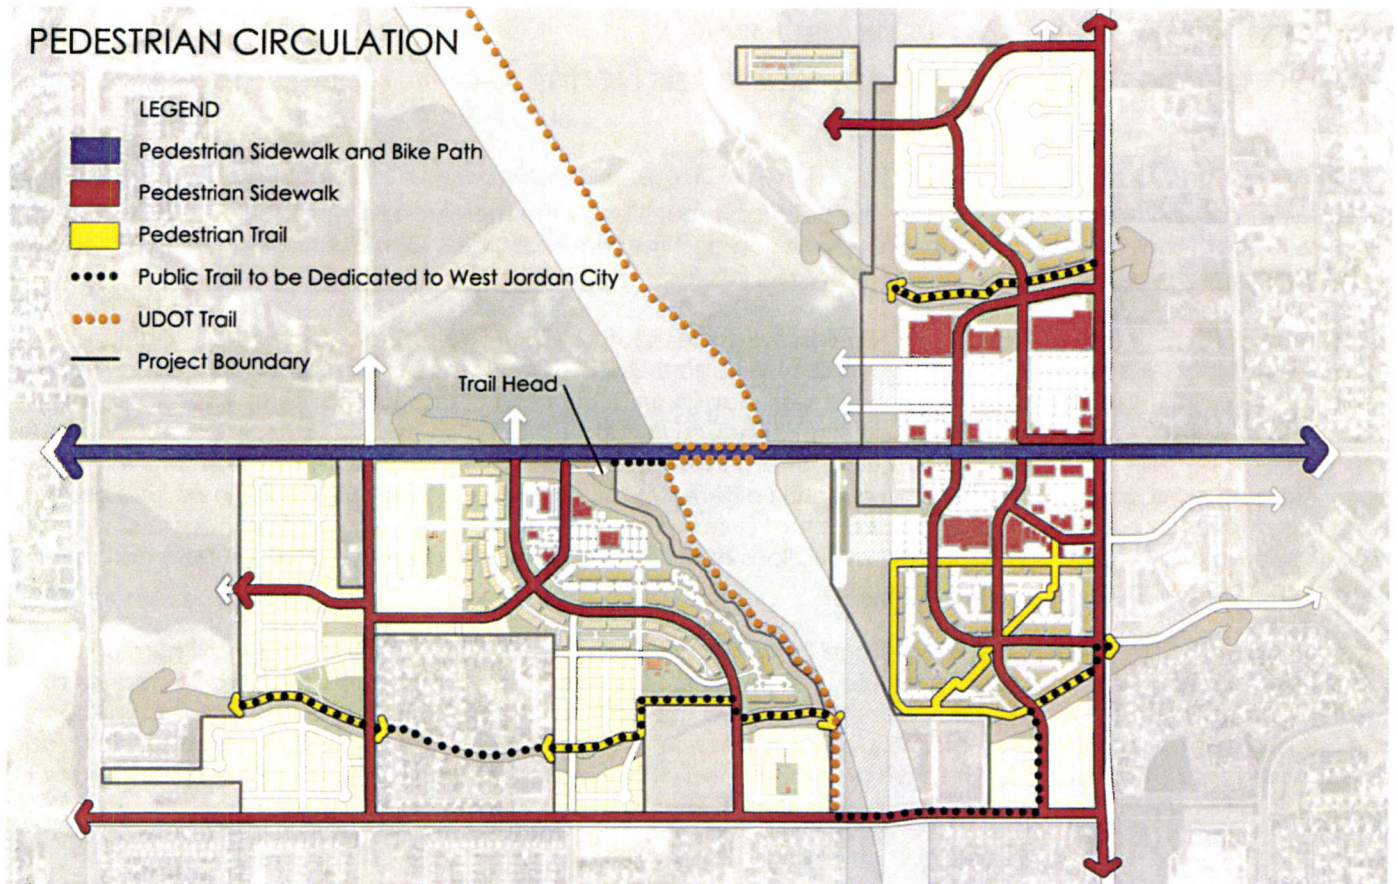 PEDESTRIAN CIRCULATION
LEGEND
Pedestrian Sidewalk and Bike Path
Pedestrian Sidewalk
Pedestrian Trail
Public Trail to be Dedicated to West Jordan City
UDOT Trail
Project Boundary
Trail Head